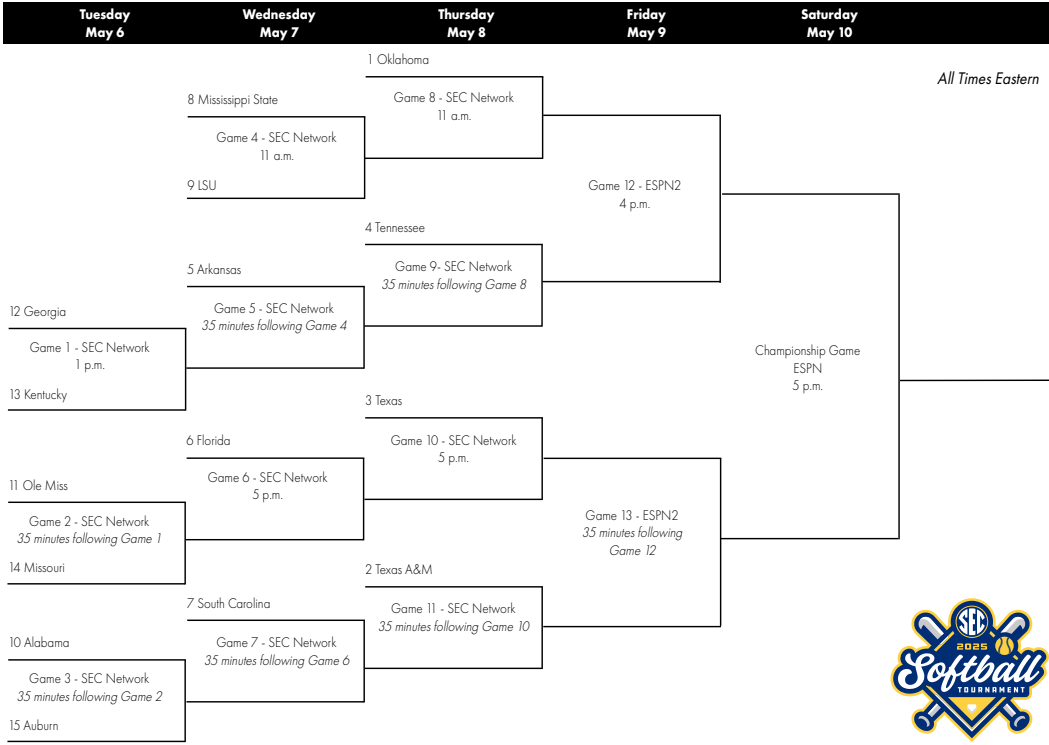 Tuesday
May 6
Wednesday
May 7
Thursday
May 8
Friday
May 9
Saturday
May 10
All Times Eastern
12 Georgia
Game 1 - SEC Network
1 p.m.
13 Kentucky
11 Ole Miss
Game 2 - SEC Network
35 minutes following Game 1
14 Missouri
10 Alabama
Game 3 - SEC Network
35 minutes following Game 2
15 Auburn
8 Mississippi State
Game 4 - SEC Network
11 a.m.
9 LSU
5 Arkansas
Game 5 - SEC Network
35 minutes following Game 4
6 Florida
Game 6 - SEC Network
5 p.m.
7 South Carolina
Game 7 - SEC Network
35 minutes following Game 6
1 Oklahoma
Game 8 - SEC Network
11 a.m.
4 Tennessee
Game 9- SEC Network
35 minutes following Game 8
3 Texas
Game 10 - SEC Network
5 p.m.
2 Texas A&M
Game 11 - SEC Network
35 minutes following Game 10
Game 12 - ESPN2
4 p.m.
Game 13 - ESPN2
35 minutes following
Game 12
Championship Game
ESPN
5 p.m.
SEC
2025
Softball
TOURNAMENT